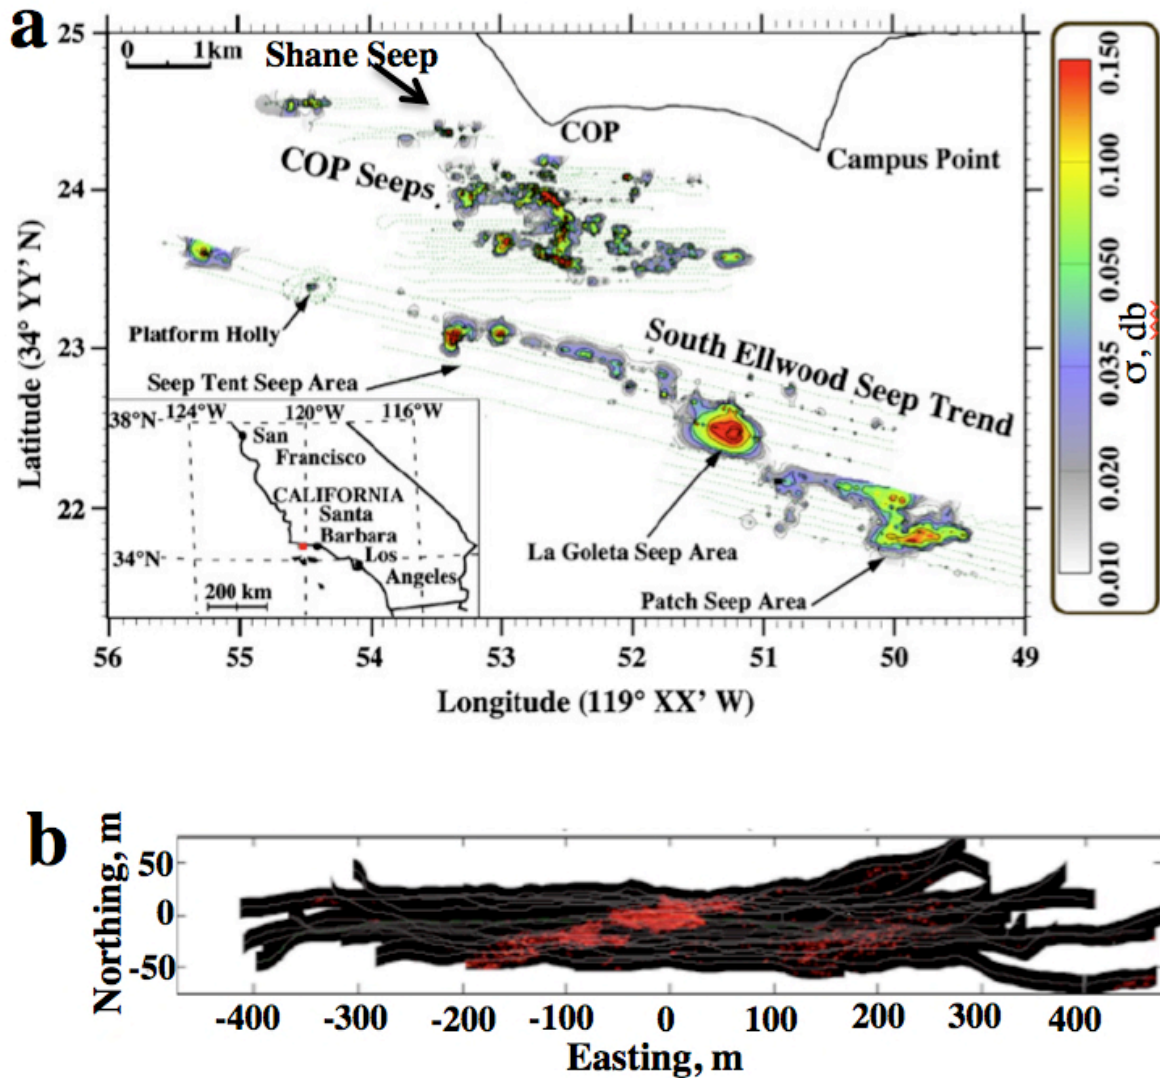 a
25
24
23
22
Latitude (34° YY' N)
0 1km
Shane Seep
COP
Campus Point
COP Seeps
Platform Holly
Seep Tent Seep Area
South Ellwood Seep Trend
La Goleta Seep Area
Patch Seep Area
124°W 120°W 116°W
38°N
San
Francisco
CALIFORNIA
Santa
Barbara
34°N
Los
Angeles
200 km
56 55 54 53 52 51 50 49
Longitude (119° XX' W)
0.150
0.100
0.050
0.035
0.020
0.010
σ, db
b
Northing, m
50
0
-50
-400 -300 -200 -100 0 100 200 300 400
Easting, m